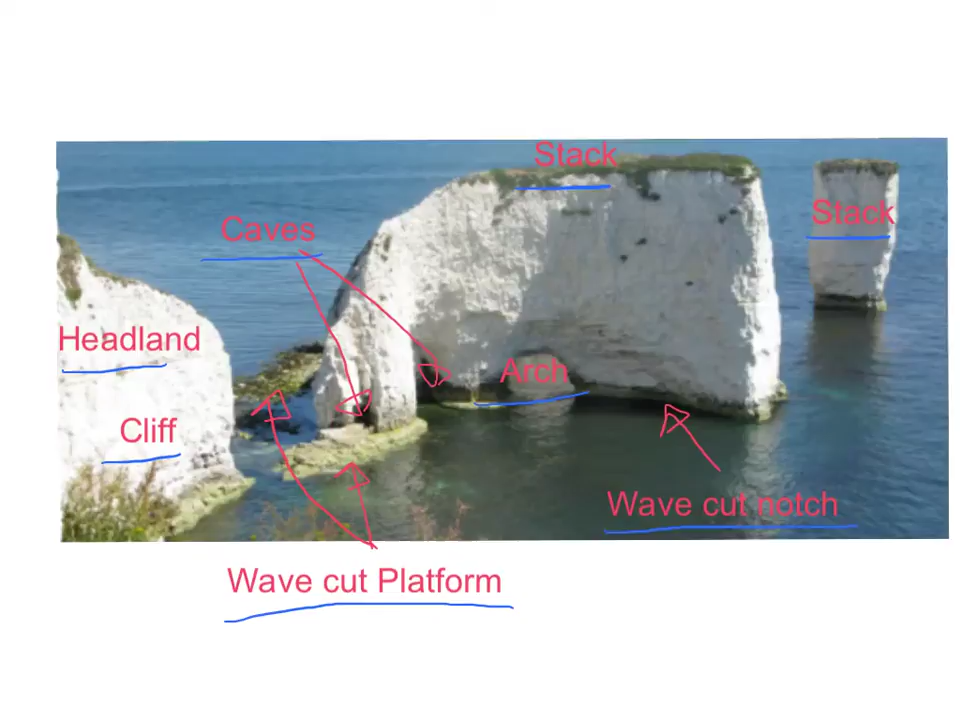 Stack
Stack
Caves
Headland
Arch
Cliff
Wave cut notch
Wave cut Platform